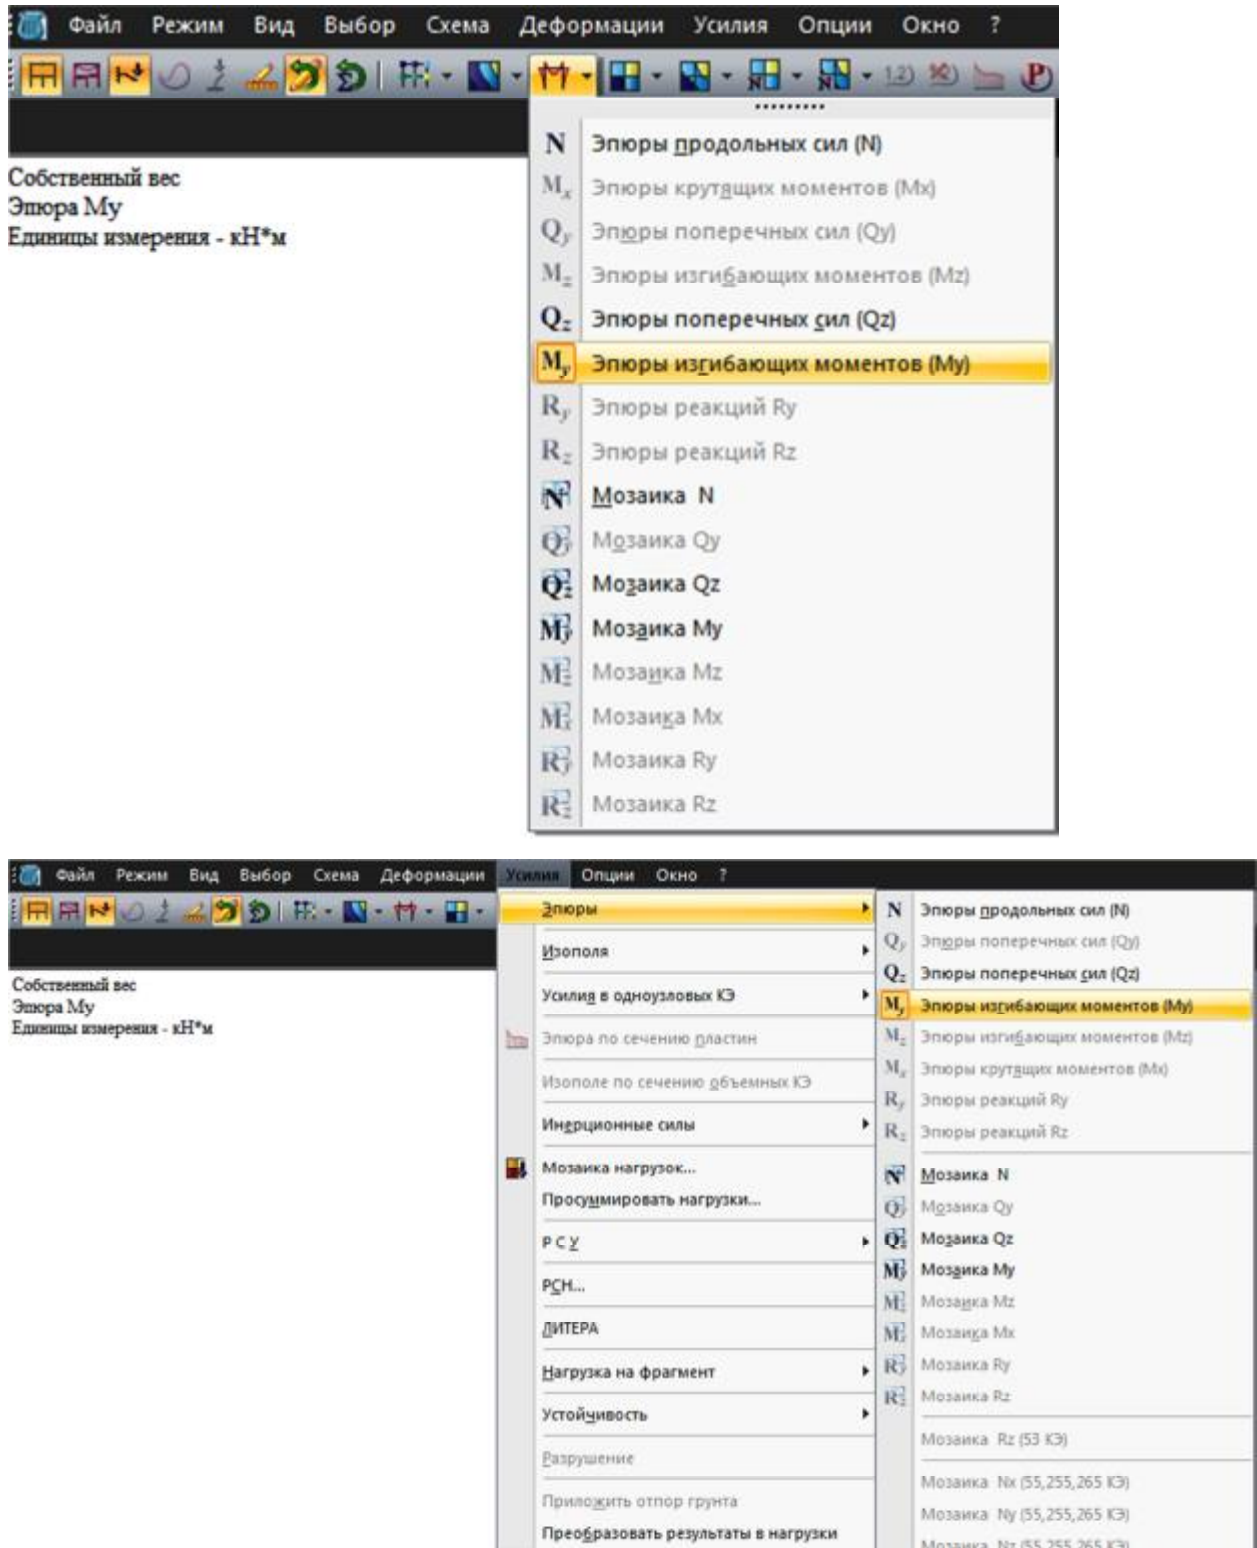 Файл Режим Вид Выбор Схема Деформации Усилия Опции Окно ?
Собственный вес
Эпюра My
Единицы измерения - кН*м
N Эпюры продольных сил (N)
Mx Эпюры крутящих моментов (Mx)
Qy Эпюры поперечных сил (Qy)
Mz Эпюры изгибающих моментов (Mz)
Qz Эпюры поперечных сил (Qz)
My Эпюры изгибающих моментов (My)
Ry Эпюры реакций Ry
Rz Эпюры реакций Rz
Мозаика N
Мозаика Qy
Мозаика Qz
Мозаика My
Мозаика Mz
Мозаика Mx
Мозаика Ry
Мозаика Rz
Файл Режим Вид Выбор Схема Деформации Усилия Опции Окно ?
Собственный вес
Эпюра My
Единицы измерения - кН*м
Эпюры
Изополя
Усилия в одноузловых КЭ
Эпюра по сечению пластин
Изополе по сечению объемных КЭ
Инерционные силы
Мозаика нагрузок...
Просуммировать нагрузки...
Р С У
РСН...
ЛИТЕРА
Нагрузка на фрагмент
Устойчивость
Разрушение
Приложить отпор грунта
Преобразовать результаты в нагрузки
N Эпюры продольных сил (N)
Qy Эпюры поперечных сил (Qy)
Qz Эпюры поперечных сил (Qz)
My Эпюры изгибающих моментов (My)
Mz Эпюры изгибающих моментов (Mz)
Mx Эпюры крутящих моментов (Mx)
Ry Эпюры реакций Ry
Rz Эпюры реакций Rz
Мозаика N
Мозаика Qy
Мозаика Qz
Мозаика My
Мозаика Mz
Мозаика Mx
Мозаика Ry
Мозаика Rz
Мозаика Rz (53 КЭ)
Мозаика Nx (55,255,265 КЭ)
Мозаика Ny (55,255,265 КЭ)
Мозаика Nz (55,255,265 КЭ)